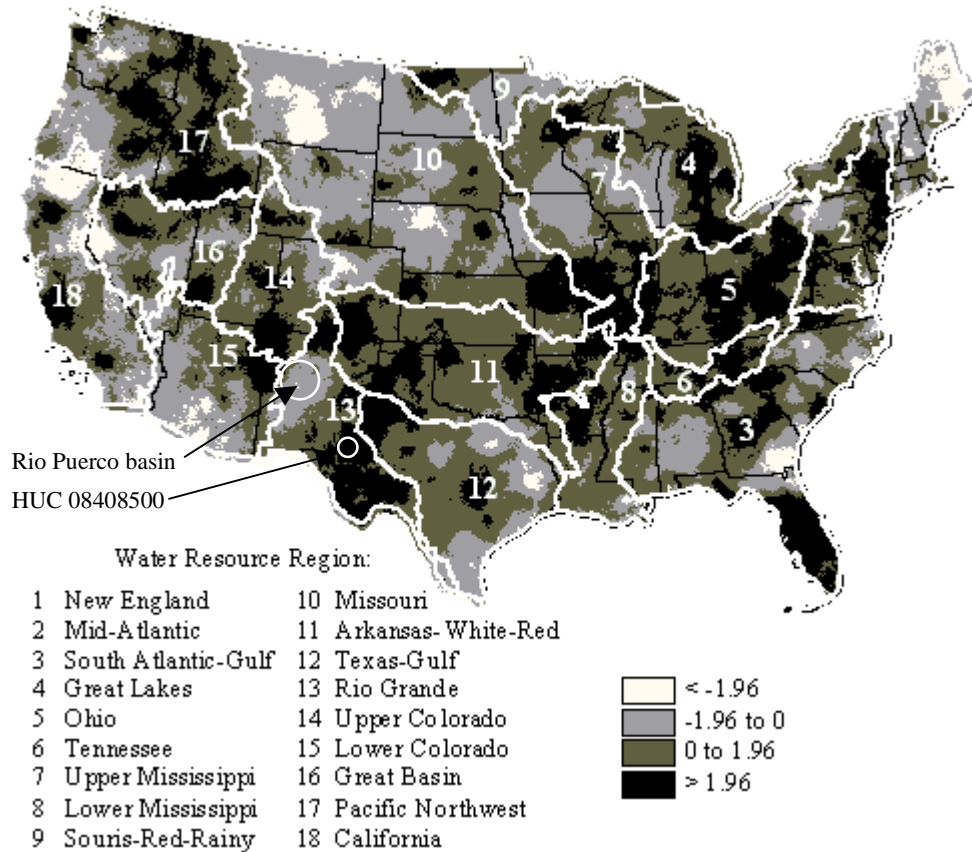 9
1
17
10
4
7
2
16
14
5
18
15
11
6
8
13
3
12
Rio Puerco basin
HUC 08408500
Water Resource Region:
1 New England 10 Missouri
2 Mid-Atlantic 11 Arkansas-White-Red
3 South Atlantic-Gulf 12 Texas-Gulf
4 Great Lakes 13 Rio Grande
5 Ohio 14 Upper Colorado
6 Tennessee 15 Lower Colorado
7 Upper Mississippi 16 Great Basin
8 Lower Mississippi 17 Pacific Northwest
9 Souris-Red-Rainy 18 California
< -1.96
-1.96 to 0
0 to 1.96
> 1.96